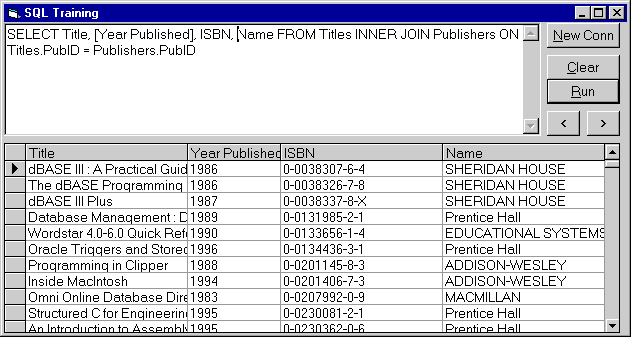 SQL Training
SELECT Title, [Year Published], ISBN, Name FROM Titles INNER JOIN Publishers ON
Titles.PubID = Publishers.PubID
New Conn
Clear
Run
< >
Title Year Published ISBN Name
dBASE III : A Practical Guid 1986 0-0038307-6-4 SHERIDAN HOUSE
The dBASE Programming 1986 0-0038326-7-8 SHERIDAN HOUSE
dBASE III Plus 1987 0-0038337-8-X SHERIDAN HOUSE
Database Management : D 1989 0-0131985-2-1 Prentice Hall
Wordstar 4.0-6.0 Quick Refe 1990 0-0133656-1-4 EDUCATIONAL SYSTEMS
Oracle Triggers and Stored 1996 0-0134436-3-1 Prentice Hall
Programming in Clipper 1988 0-0201145-8-3 ADDISON-WESLEY
Inside MacIntosh 1994 0-0201406-7-3 ADDISON-WESLEY
Omni Online Database Dire 1983 0-0207992-0-9 MACMILLAN
Structured C for Engineering 1995 0-0230081-2-1 Prentice Hall
An Introduction to Assembly 1995 0-0230362-0-6 Prentice Hall